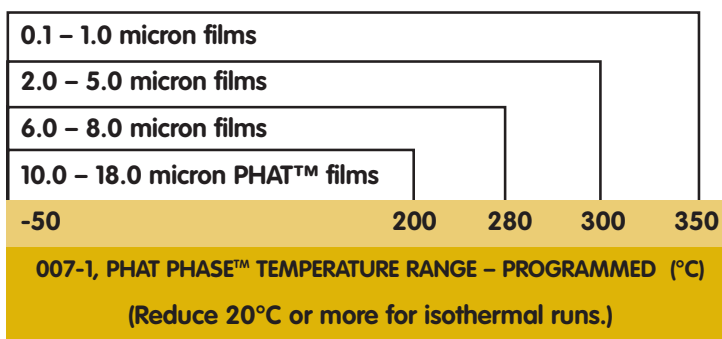 0.1 – 1.0 micron films
2.0 – 5.0 micron films
6.0 – 8.0 micron films
10.0 – 18.0 micron PHAT™ films
-50 200 280 300 350
007-1, PHAT PHASE™ TEMPERATURE RANGE – PROGRAMMED (°C)
(Reduce 20°C or more for isothermal runs.)